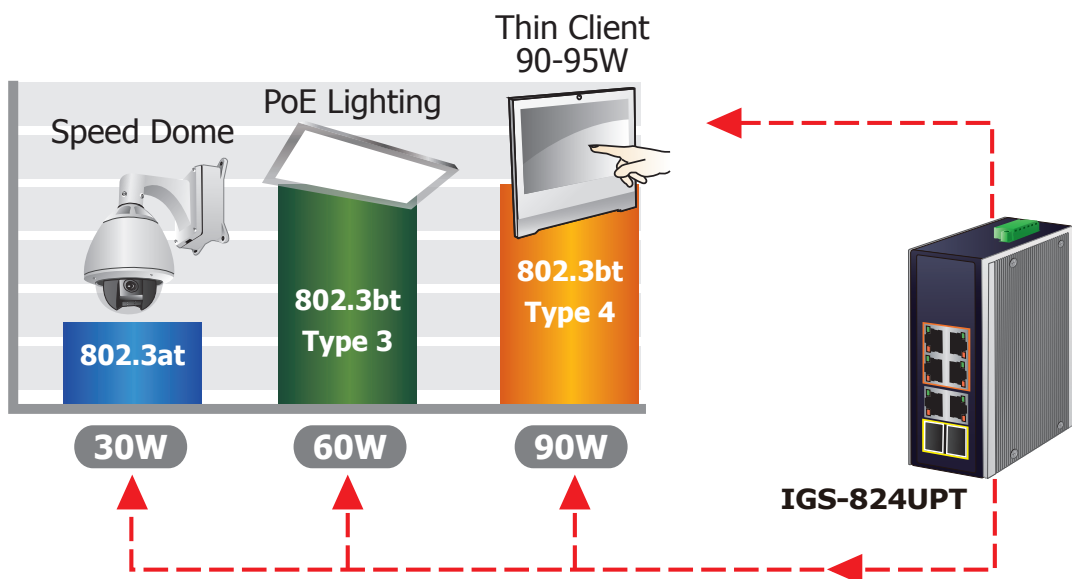 Thin Client
90-95W
PoE Lighting
Speed Dome
802.3at
802.3bt
Type 3
802.3bt
Type 4
30W
60W
90W
IGS-824UPT